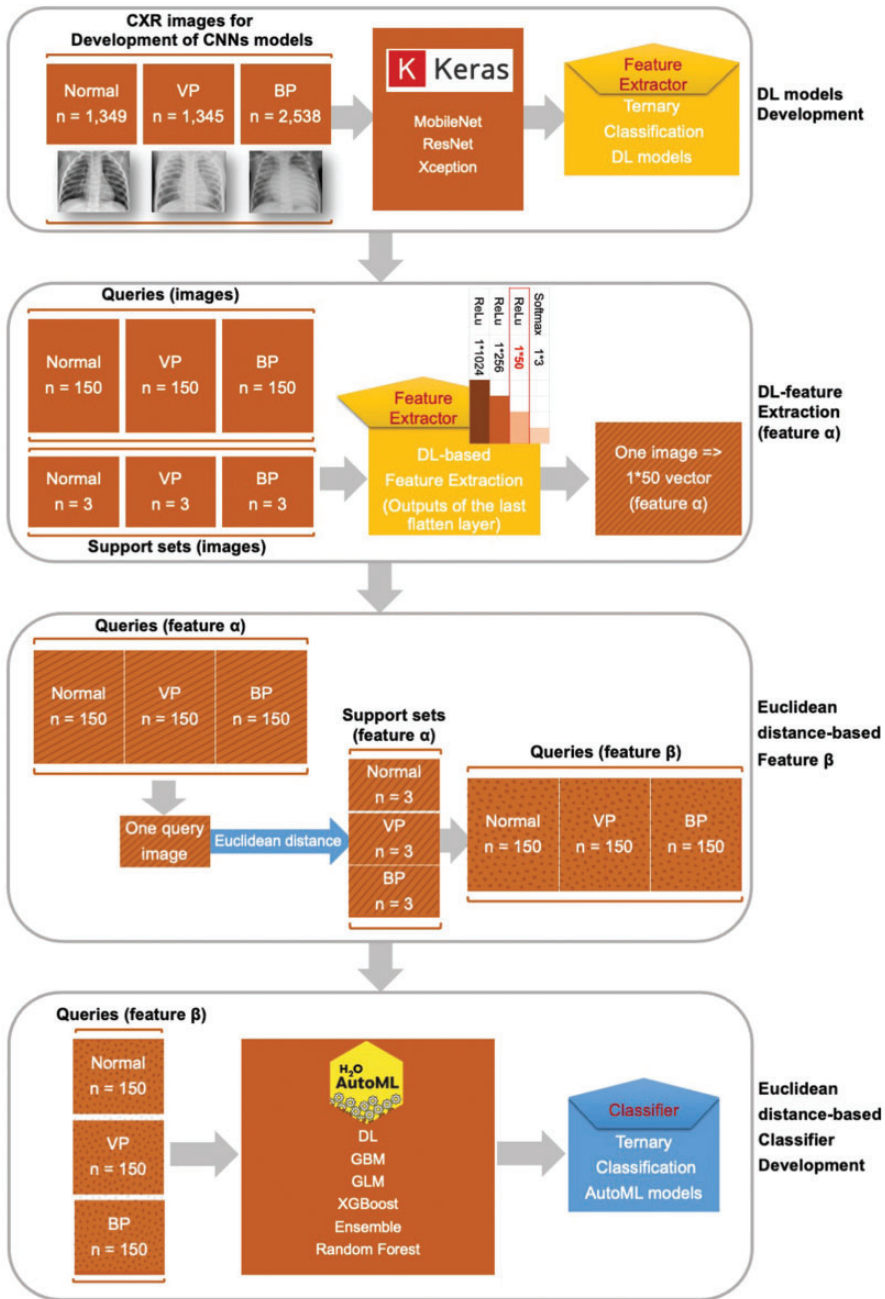 CXR images for
Development of CNNs models
Normal
n = 1,349
VP
n = 1,345
BP
n = 2,538
K Keras
MobileNet
ResNet
Xception
Feature
Extractor
Ternary
Classification
DL models
DL models
Development
Queries (images)
Normal
n = 150
VP
n = 150
BP
n = 150
Normal
n = 3
VP
n = 3
BP
n = 3
Support sets (images)
ReLu 1*1024
ReLu 1*256
ReLu 1*50
Softmax 1*3
Feature
Extractor
DL-based
Feature Extraction
(Outputs of the last
flatten layer)
One image =>
1*50 vector
(feature α)
DL-feature
Extraction
(feature α)
Queries (feature α)
Normal
n = 150
VP
n = 150
BP
n = 150
One query
image
Euclidean distance
Support sets
(feature α)
Normal
n = 3
VP
n = 3
BP
n = 3
Queries (feature β)
Normal
n = 150
VP
n = 150
BP
n = 150
Euclidean
distance-based
Feature β
Queries (feature β)
Normal
n = 150
VP
n = 150
BP
n = 150
H2O
AutoML
DL
GBM
GLM
XGBoost
Ensemble
Random Forest
Classifier
Ternary
Classification
AutoML models
Euclidean
distance-based
Classifier
Development